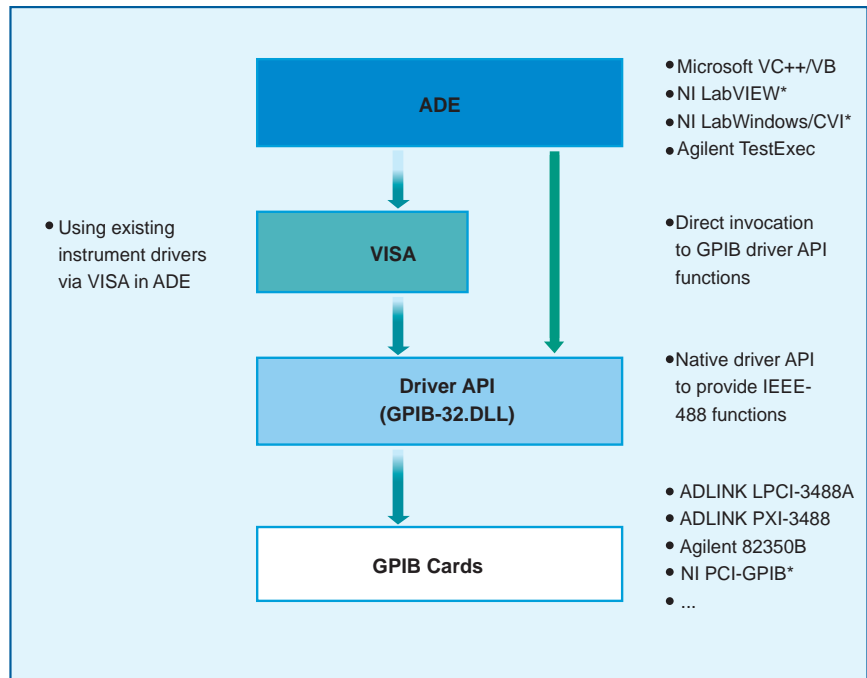 ADE
• Microsoft VC++/VB
• NI LabVIEW*
• NI LabWindows/CVI*
• Agilent TestExec
• Using existing
instrument drivers
via VISA in ADE
VISA
•Direct invocation
to GPIB driver API
functions
Driver API
(GPIB-32.DLL)
•Native driver API
to provide IEEE-
488 functions
GPIB Cards
• ADLINK LPCI-3488A
• ADLINK PXI-3488
• Agilent 82350B
• NI PCI-GPIB*
• ...